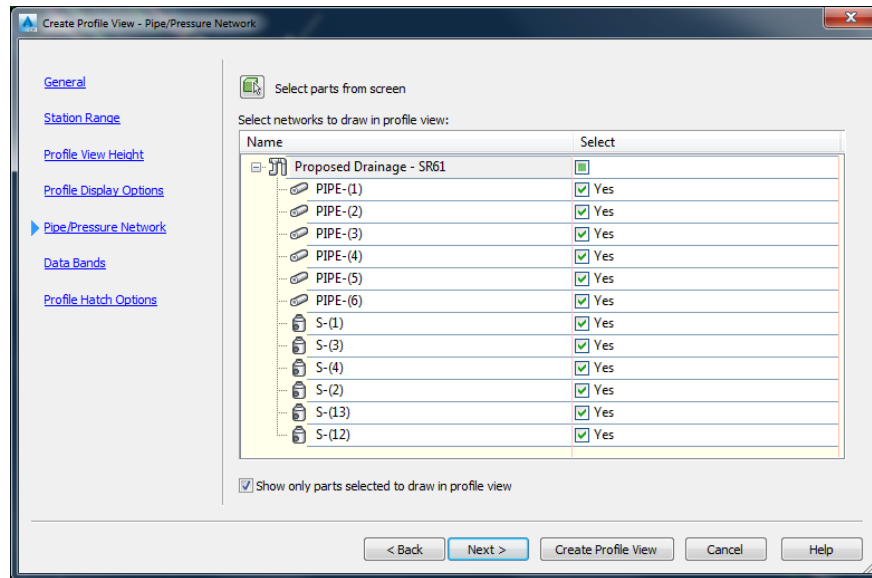 Create Profile View - Pipe/Pressure Network
General
Station Range
Profile View Height
Profile Display Options
Pipe/Pressure Network
Data Bands
Profile Hatch Options
Select parts from screen
Select networks to draw in profile view:
Name Select
Proposed Drainage - SR61
PIPE-(1) Yes
PIPE-(2) Yes
PIPE-(3) Yes
PIPE-(4) Yes
PIPE-(5) Yes
PIPE-(6) Yes
S-(1) Yes
S-(3) Yes
S-(4) Yes
S-(2) Yes
S-(13) Yes
S-(12) Yes
Show only parts selected to draw in profile view
< Back Next > Create Profile View Cancel Help